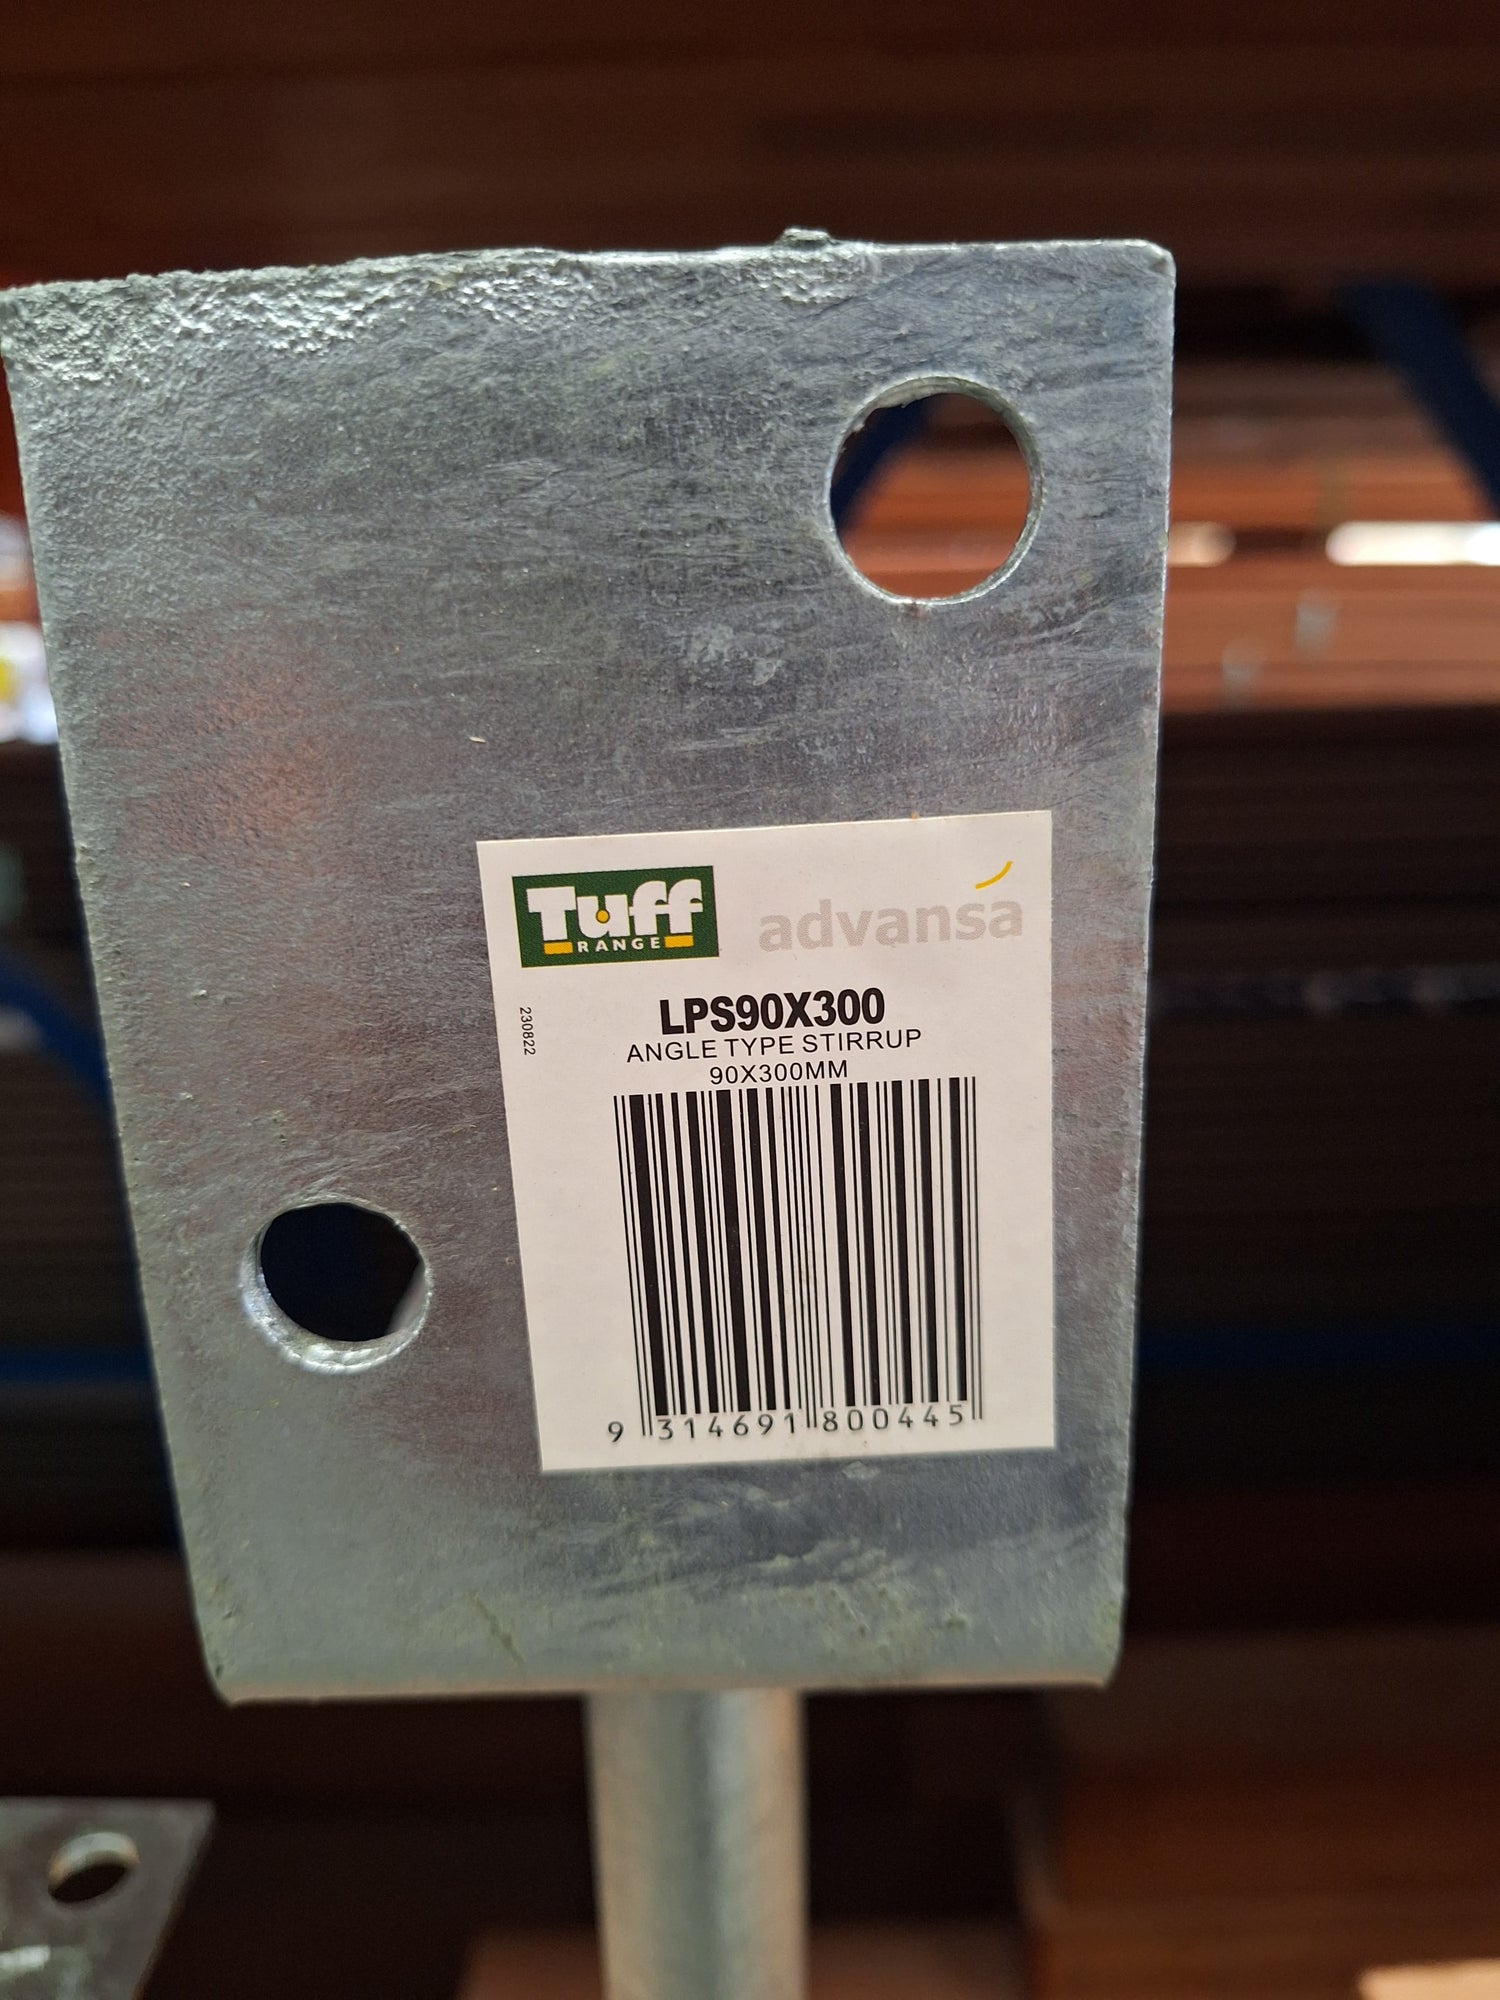 Tuff
RANGE
advansa
230822
LPS90X300
ANGLE TYPE STIRRUP
90X300MM
9 314691 800445